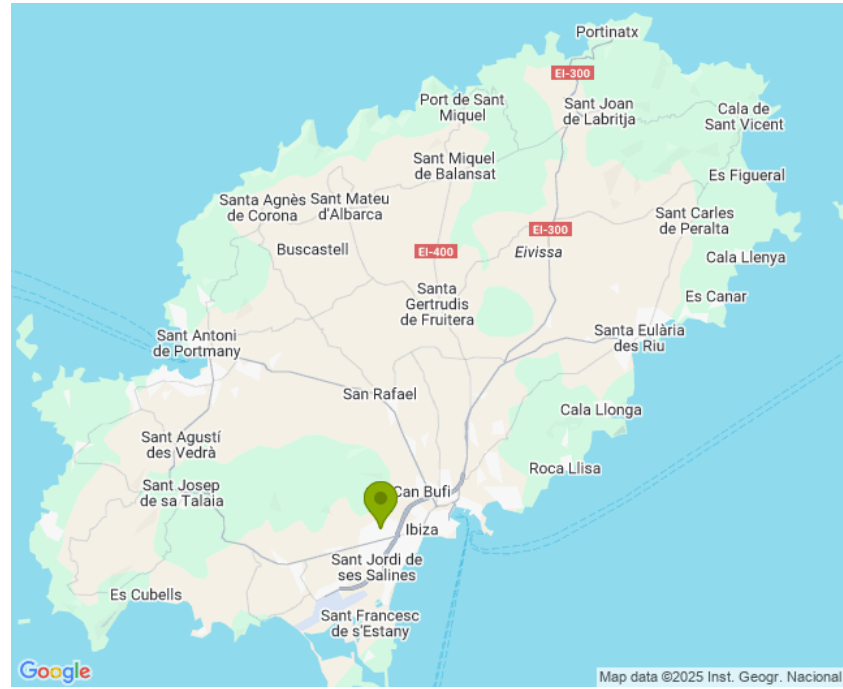 Portinatx
EI-300
Port de Sant
Miquel
Sant Joan
de Labritja
Cala de
Sant Vicent
Sant Miquel
de Balansat
Es Figueral
Santa Agnès
de Corona
Sant Mateu
d'Albarca
Sant Carles
de Peralta
EI-300
Buscastell
EI-400
Eivissa
Cala Llenya
Santa
Gertrudis
de Fruitera
Es Canar
Sant Antoni
de Portmany
Santa Eulària
des Riu
San Rafael
Cala Llonga
Sant Agustí
des Vedrà
Roca Llisa
Sant Josep
de sa Talaia
Can Bufí
Ibiza
Sant Jordi de
ses Salines
Es Cubells
Sant Francesc
de s'Estany
Google
Map data ©2025 Inst. Geogr. Nacional